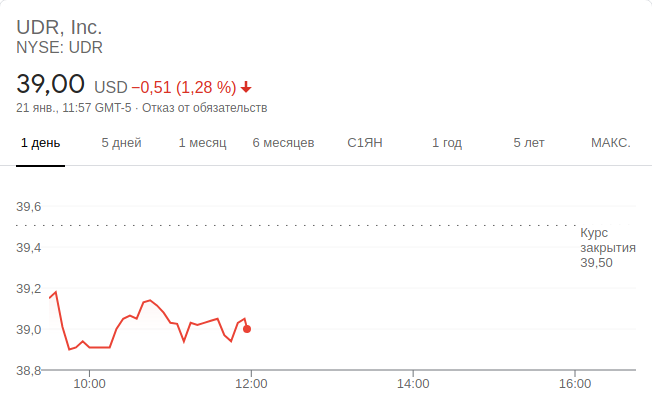 UDR, Inc.
NYSE: UDR
39,00 USD −0,51 (1,28 %)
21 янв., 11:57 GMT-5 · Отказ от обязательств
1 день 5 дней 1 месяц 6 месяцев С1ЯН 1 год 5 лет МАКС.
39,6
Курс
39,4
закрытия
39,50
39,2
39,0
38,8
10:00 12:00 14:00 16:00